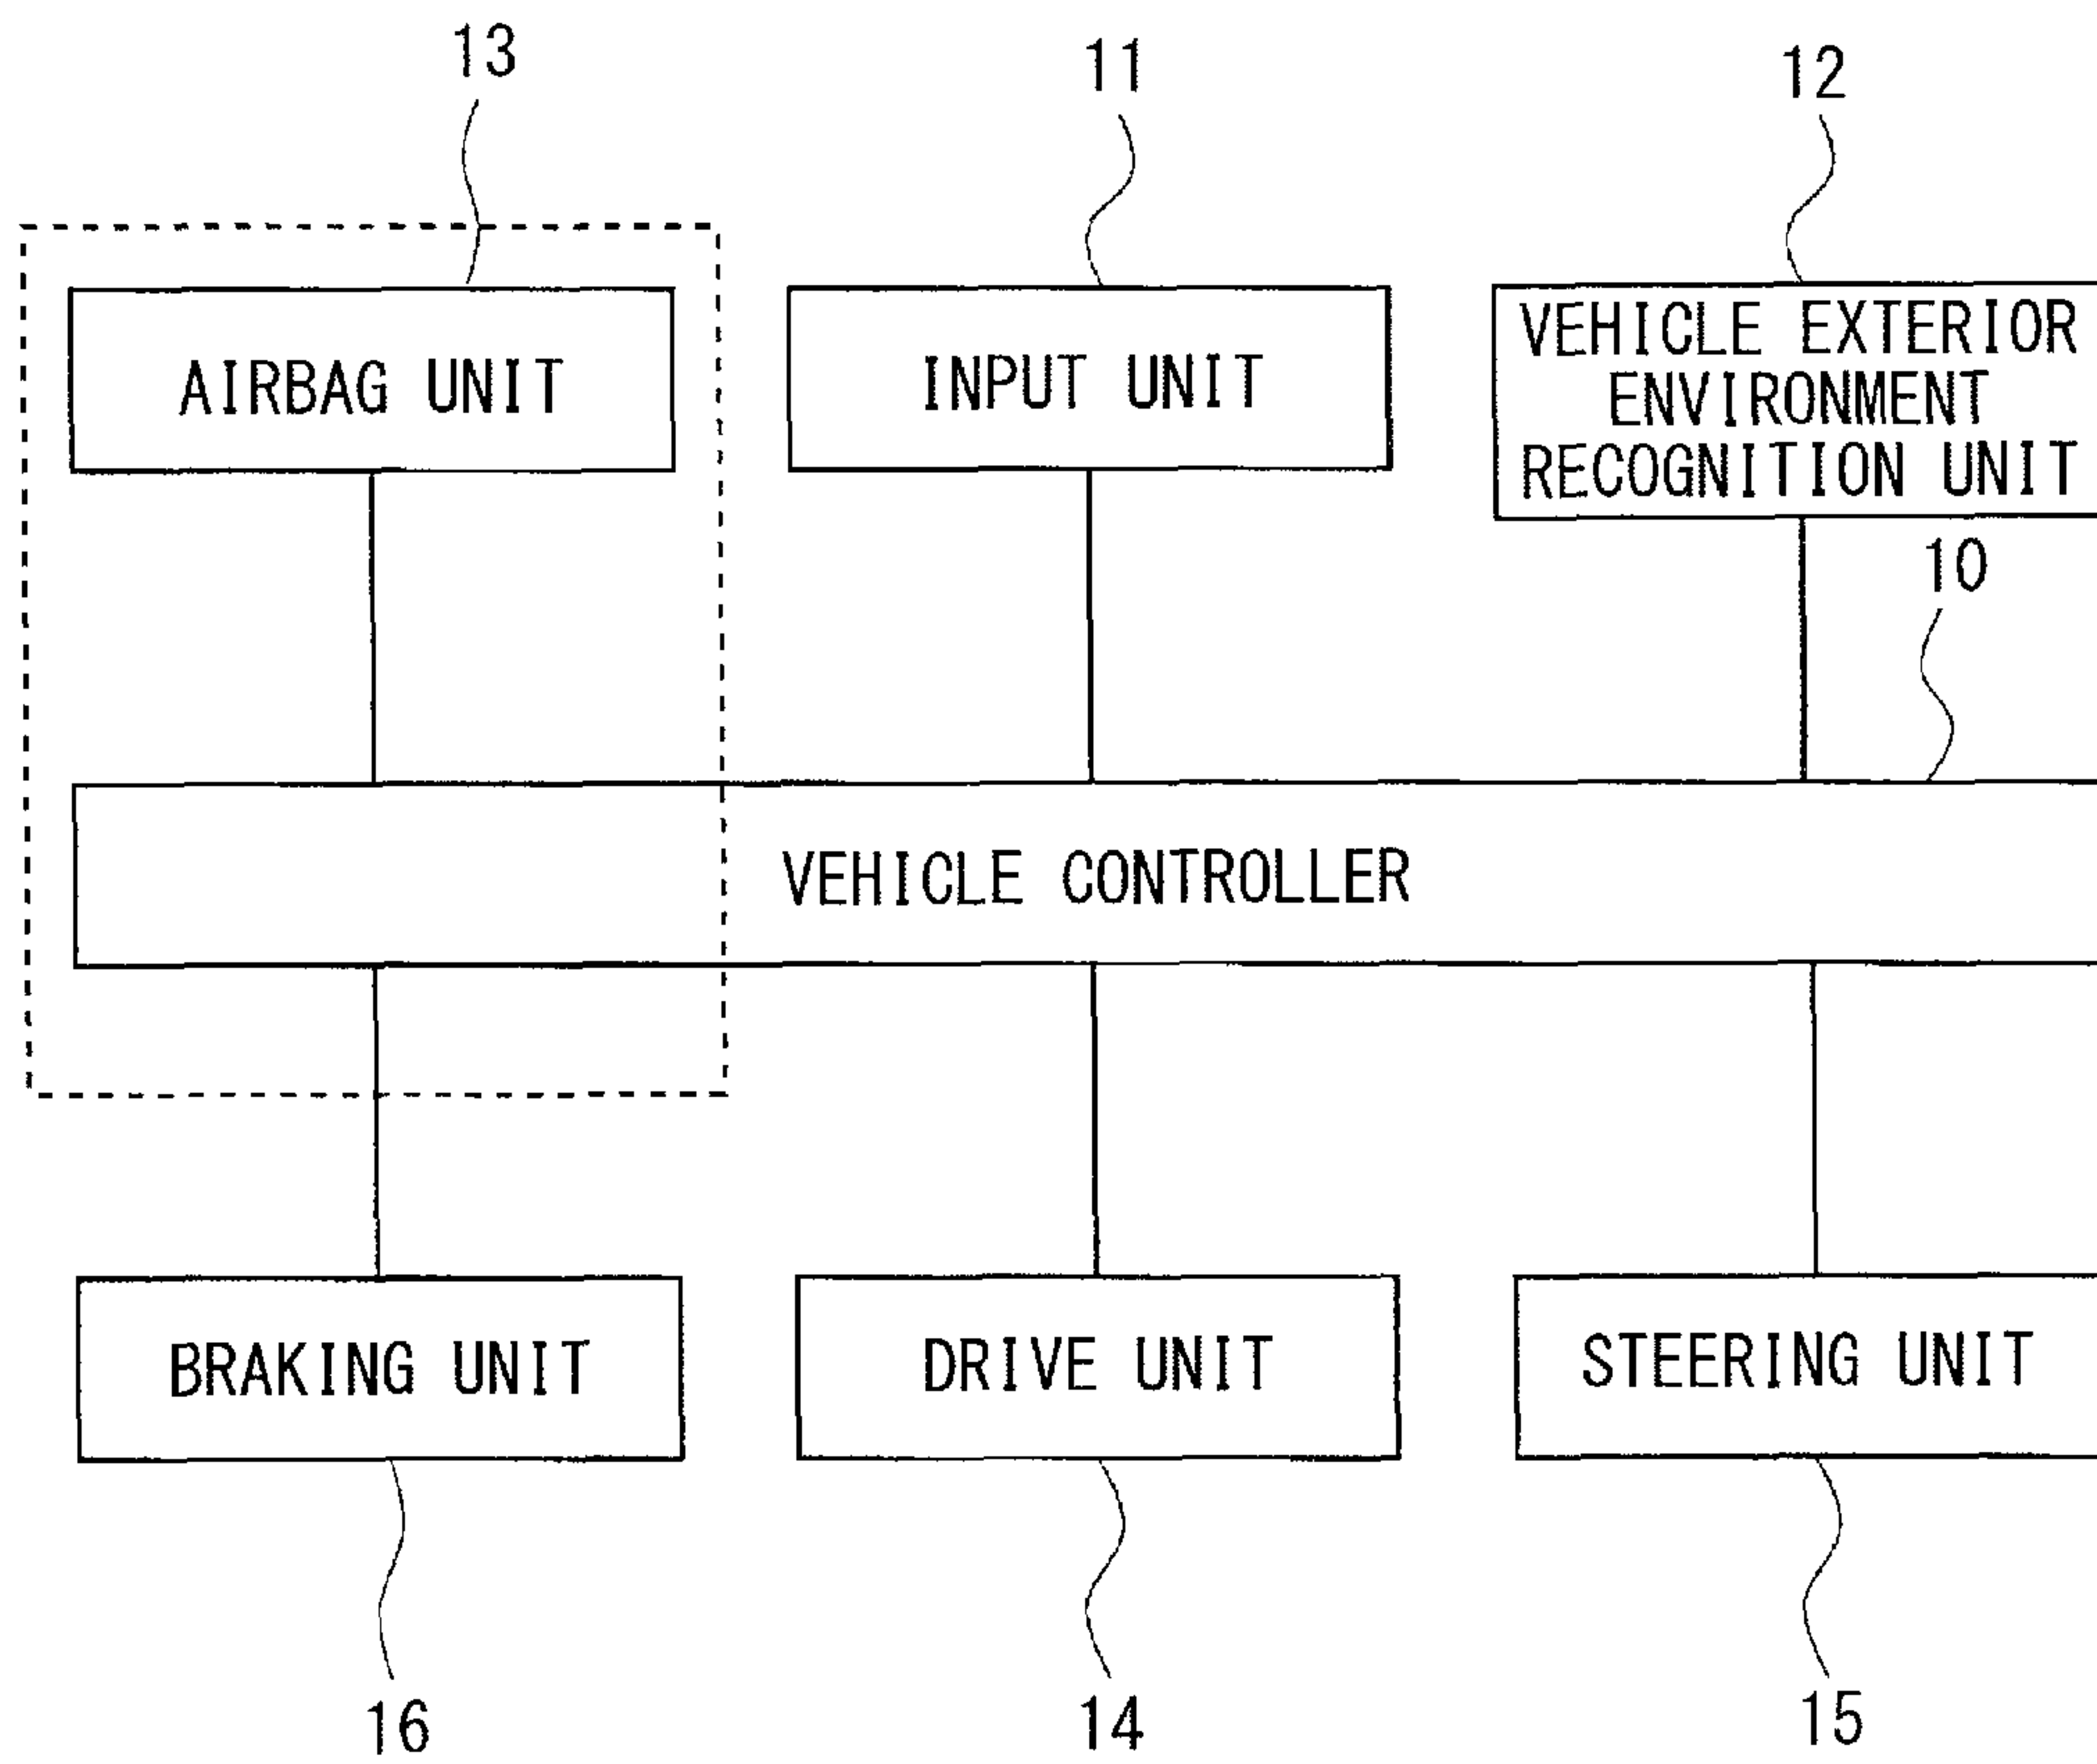 13
11
12
AIRBAG UNIT
INPUT UNIT
VEHICLE EXTERIOR
ENVIRONMENT
RECOGNITION UNIT
10
VEHICLE CONTROLLER
BRAKING UNIT
DRIVE UNIT
STEERING UNIT
16
14
15